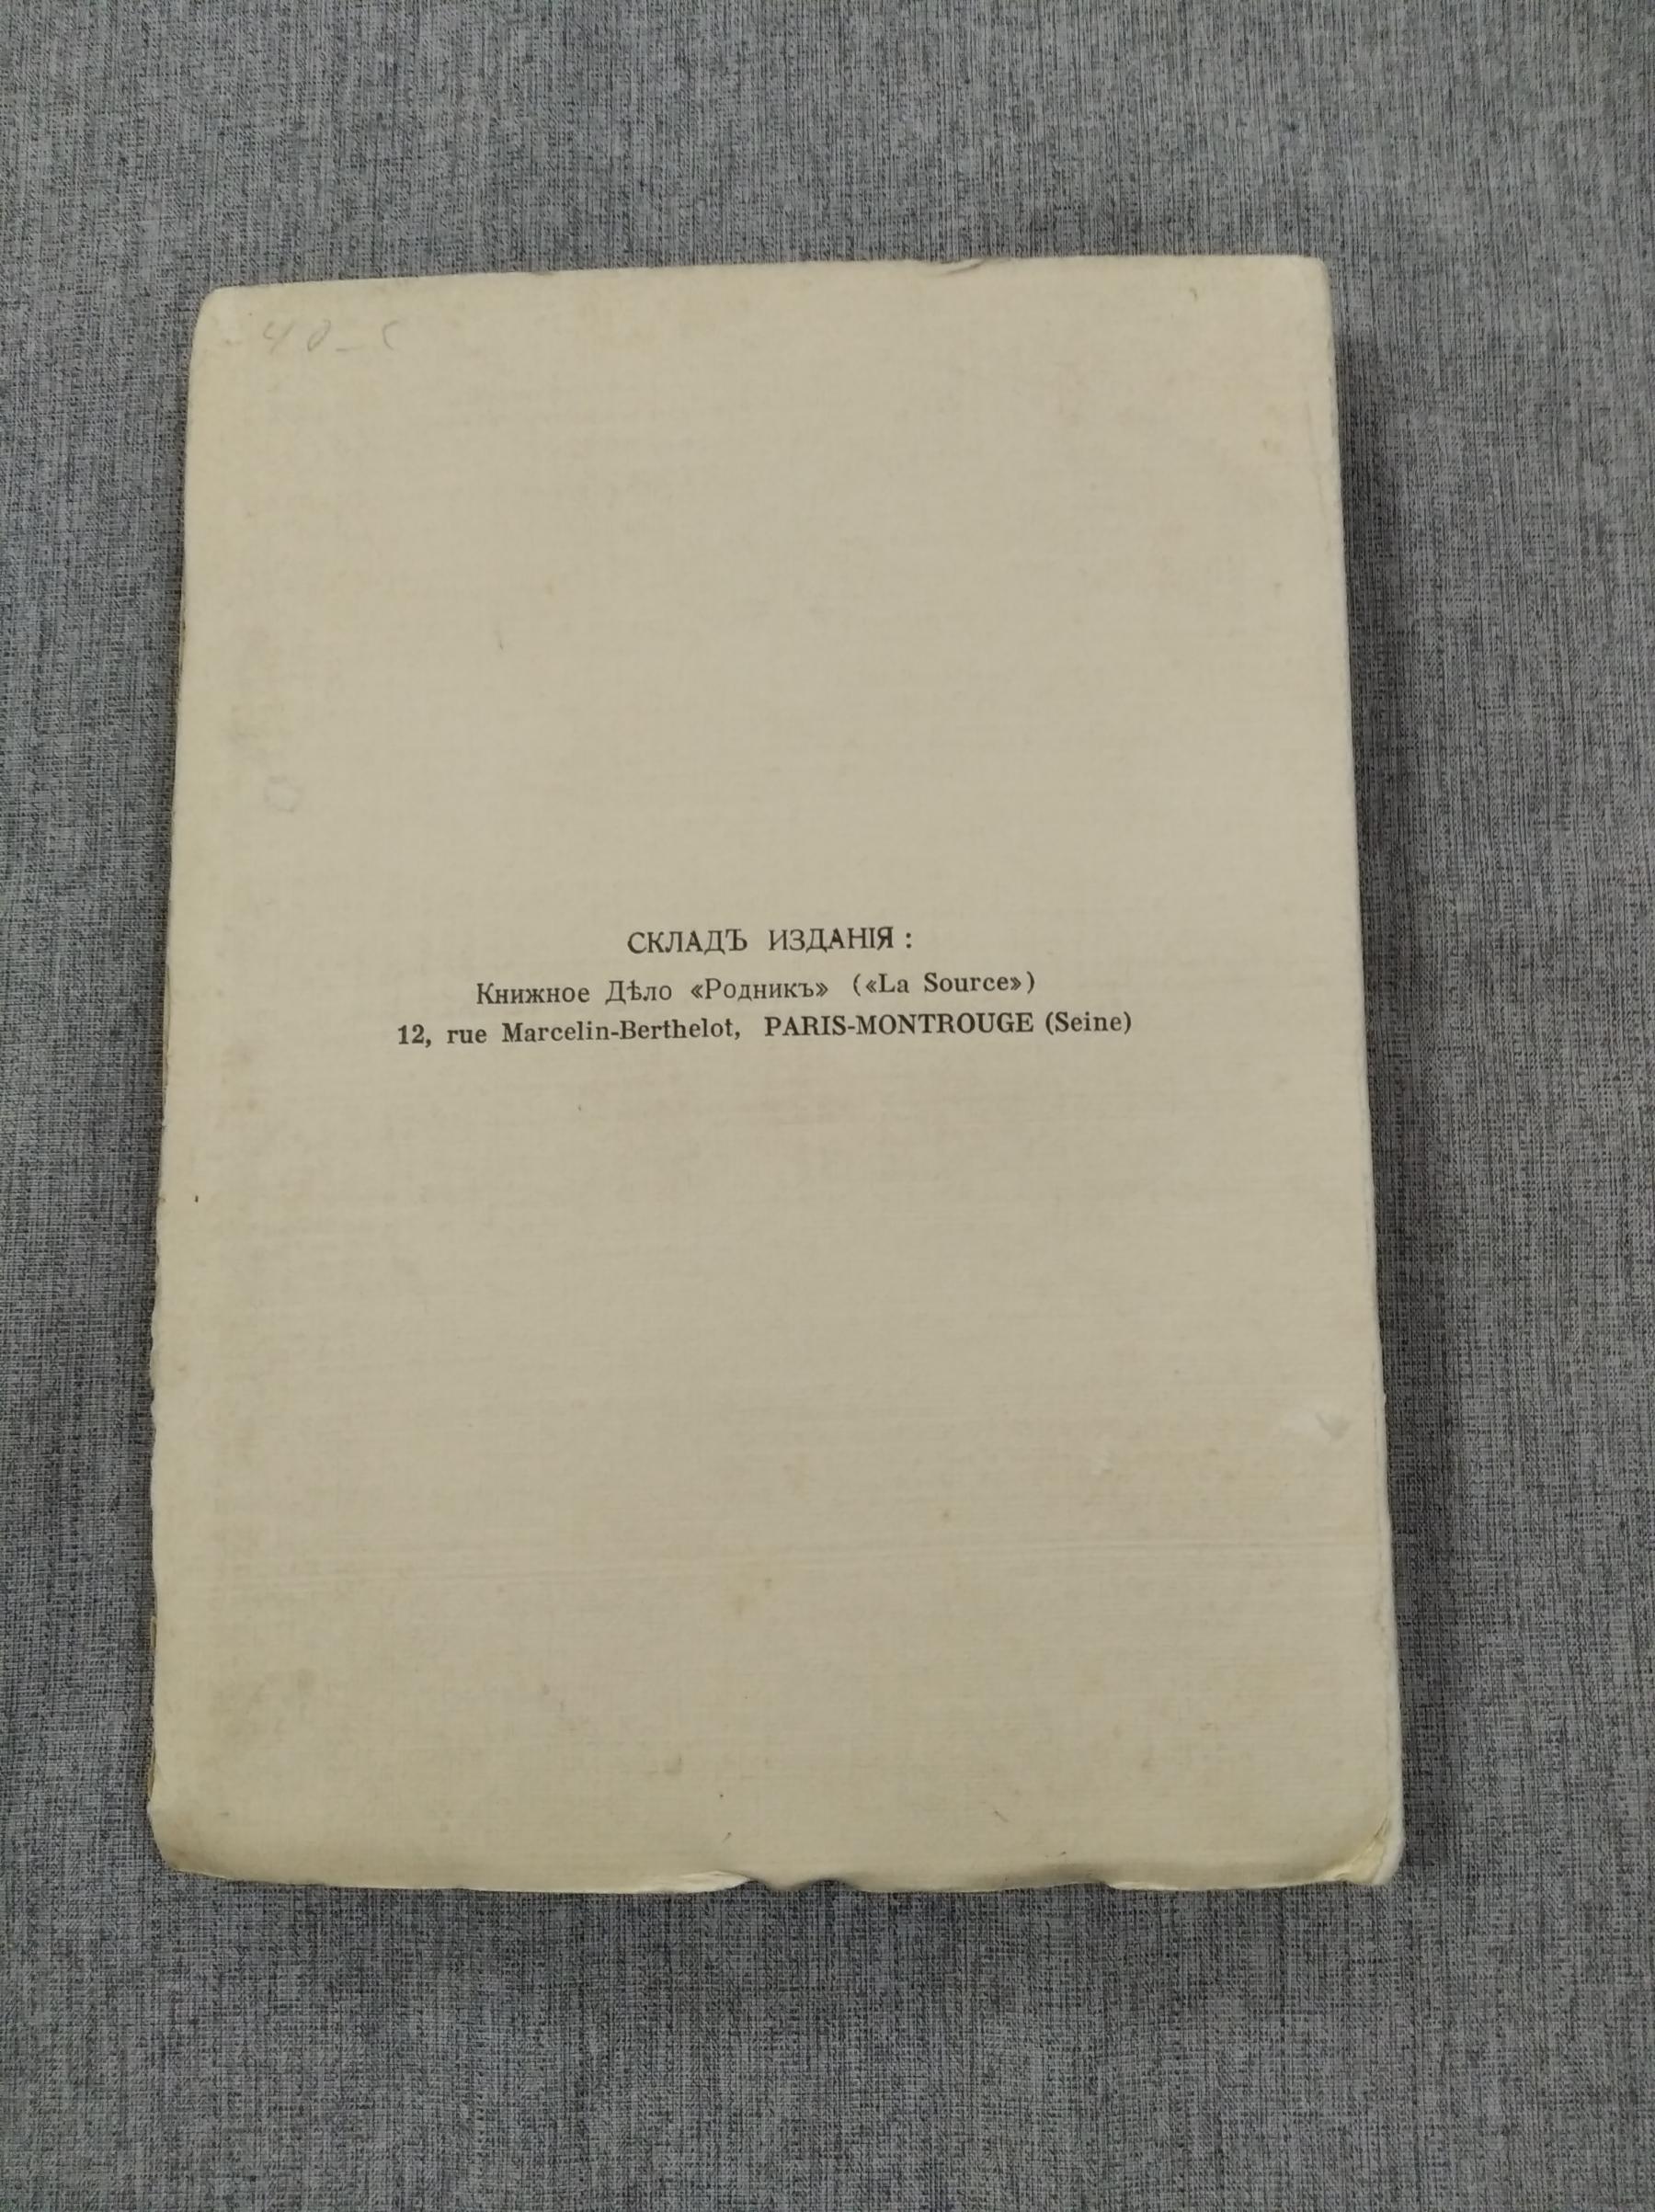 СКЛАДЪ ИЗДАНІЯ :
Книжное Дѣло «Родникъ» («La Source»)
12, rue Marcelin-Berthelot, PARIS-MONTROUGE (Seine)